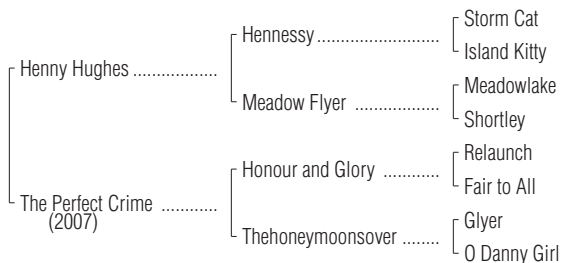 Storm Cat
Hennessy ..............................
Island Kitty
Henny Hughes ..................
Meadowlake
Meadow Flyer ..................
Shortley
Relaunch
Honour and Glory ............
Fair to All
The Perfect Crime ............
(2007)
Glyer
Thehoneymoonsover ........
O Danny Girl